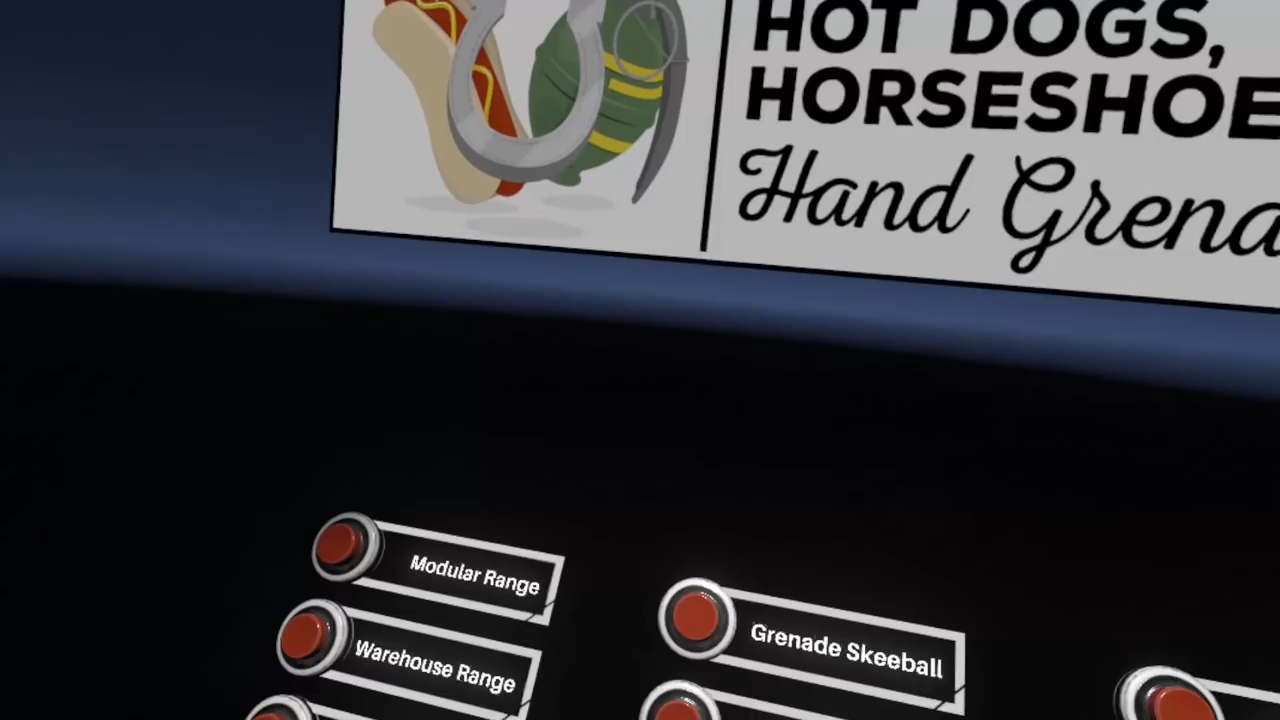 HOT DOGS,
HORSESHOE
Hand Grena
Modular Range
Warehouse Range
Grenade Skeeball